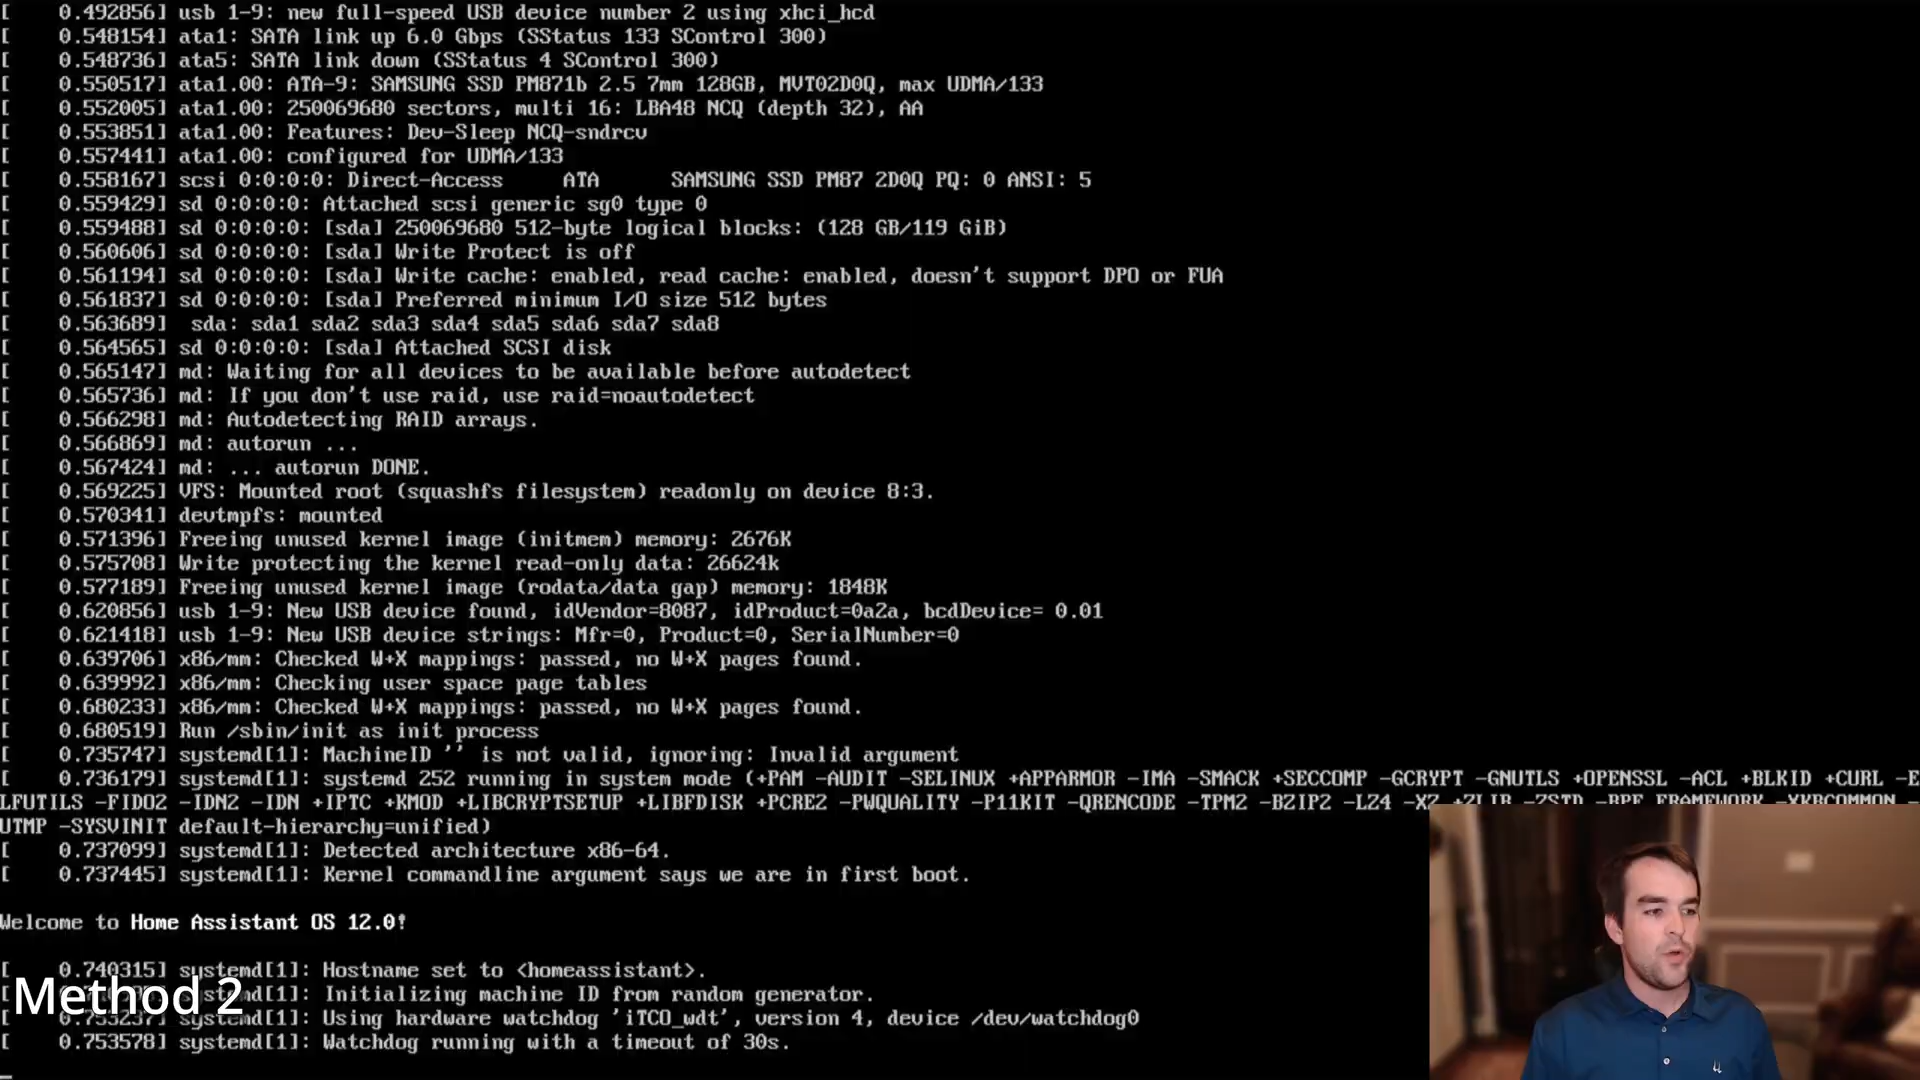 [    0.492856] usb 1-9: new full-speed USB device number 2 using xhci_hcd
[    0.548154] ata1: SATA link up 6.0 Gbps (SStatus 133 SControl 300)
[    0.548736] ata5: SATA link down (SStatus 4 SControl 300)
[    0.550517] ata1.00: ATA-9: SAMSUNG SSD PM871b 2.5 7mm 128GB, MVT02D0Q, max UDMA/133
[    0.552005] ata1.00: 250069680 sectors, multi 16: LBA48 NCQ (depth 32), AA
[    0.553851] ata1.00: Features: Dev-Sleep NCQ-sndrcv
[    0.557441] ata1.00: configured for UDMA/133
[    0.558167] scsi 0:0:0:0: Direct-Access     ATA      SAMSUNG SSD PM87 2D0Q PQ: 0 ANSI: 5
[    0.559429] sd 0:0:0:0: Attached scsi generic sg0 type 0
[    0.559488] sd 0:0:0:0: [sda] 250069680 512-byte logical blocks: (128 GB/119 GiB)
[    0.560606] sd 0:0:0:0: [sda] Write Protect is off
[    0.561194] sd 0:0:0:0: [sda] Write cache: enabled, read cache: enabled, doesn't support DPO or FUA
[    0.561837] sd 0:0:0:0: [sda] Preferred minimum I/O size 512 bytes
[    0.563689]  sda: sda1 sda2 sda3 sda4 sda5 sda6 sda7 sda8
[    0.564565] sd 0:0:0:0: [sda] Attached SCSI disk
[    0.565147] md: Waiting for all devices to be available before autodetect
[    0.565736] md: If you don't use raid, use raid=noautodetect
[    0.566298] md: Autodetecting RAID arrays.
[    0.566869] md: autorun ...
[    0.567424] md: ... autorun DONE.
[    0.569225] VFS: Mounted root (squashfs filesystem) readonly on device 8:3.
[    0.570341] devtmpfs: mounted
[    0.571396] Freeing unused kernel image (initmem) memory: 2676K
[    0.575708] Write protecting the kernel read-only data: 26624k
[    0.577189] Freeing unused kernel image (rodata/data gap) memory: 1848K
[    0.620856] usb 1-9: New USB device found, idVendor=8087, idProduct=0a2a, bcdDevice= 0.01
[    0.621418] usb 1-9: New USB device strings: Mfr=0, Product=0, SerialNumber=0
[    0.639706] x86/mm: Checked W+X mappings: passed, no W+X pages found.
[    0.639992] x86/mm: Checking user space page tables
[    0.680233] x86/mm: Checked W+X mappings: passed, no W+X pages found.
[    0.680519] Run /sbin/init as init process
[    0.735747] systemd[1]: MachineID '' is not valid, ignoring: Invalid argument
[    0.736179] systemd[1]: systemd 252 running in system mode (+PAM -AUDIT -SELINUX +APPARMOR -IMA -SMACK +SECCOMP -GCRYPT -GNUTLS +OPENSSL -ACL +BLKID +CURL -E
LFUTILS -FIDO2 -IDN2 -IDN +IPTC +KMOD +LIBCRYPTSETUP +LIBFDISK +PCRE2 -PWQUALITY -P11KIT -QRENCODE -TPM2 -BZIP2 -LZ4 -XZ +ZLIB -ZSTD -BPF_FRAMEWORK -XKBCOMMON -
UTMP -SYSVINIT default-hierarchy=unified)
[    0.737099] systemd[1]: Detected architecture x86-64.
[    0.737445] systemd[1]: Kernel commandline argument says we are in first boot.
Welcome to Home Assistant OS 12.0!
[    0.740315] systemd[1]: Hostname set to <homeassistant>.
[ systemd[1]: Initializing machine ID from random generator.
Method 2
[    0.753237] systemd[1]: Using hardware watchdog 'iTCO_wdt', version 4, device /dev/watchdog0
[    0.753578] systemd[1]: Watchdog running with a timeout of 30s.